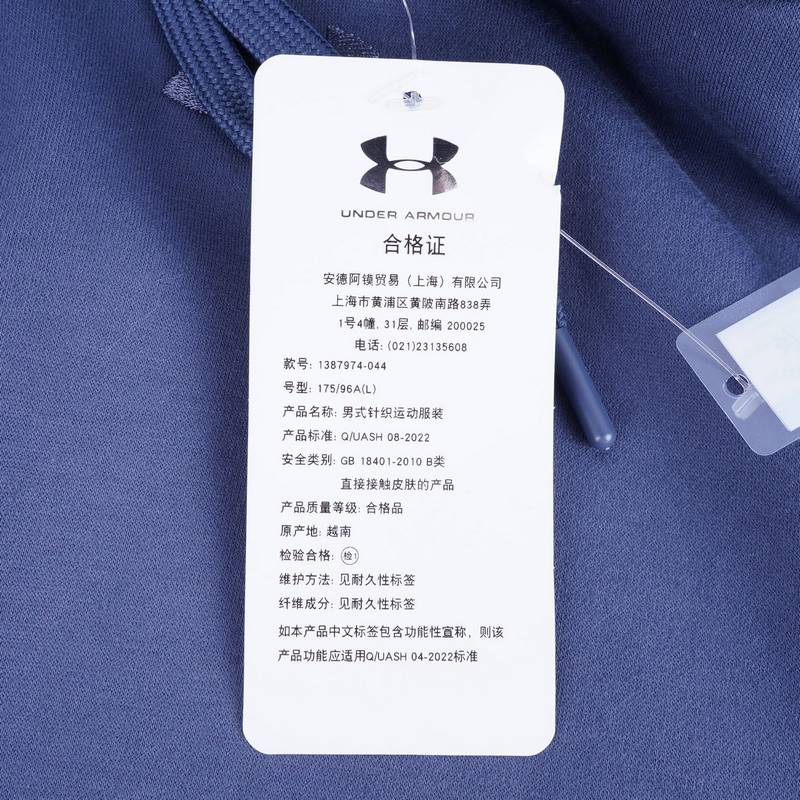 UNDER ARMOUR
合格证
安德阿镆贸易（上海）有限公司
上海市黄浦区黄陂南路838弄
1号4幢, 31层, 邮编 200025
电话: (021)23135608
款号: 1387974-044
号型: 175/96A(L)
产品名称: 男式针织运动服装
产品标准: Q/UASH 08-2022
安全类别: GB 18401-2010 B类
直接接触皮肤的产品
产品质量等级: 合格品
原产地: 越南
检验合格: 检1
维护方法: 见耐久性标签
纤维成分: 见耐久性标签
如本产品中文标签包含功能性宣称，则该
产品功能应适用Q/UASH 04-2022标准